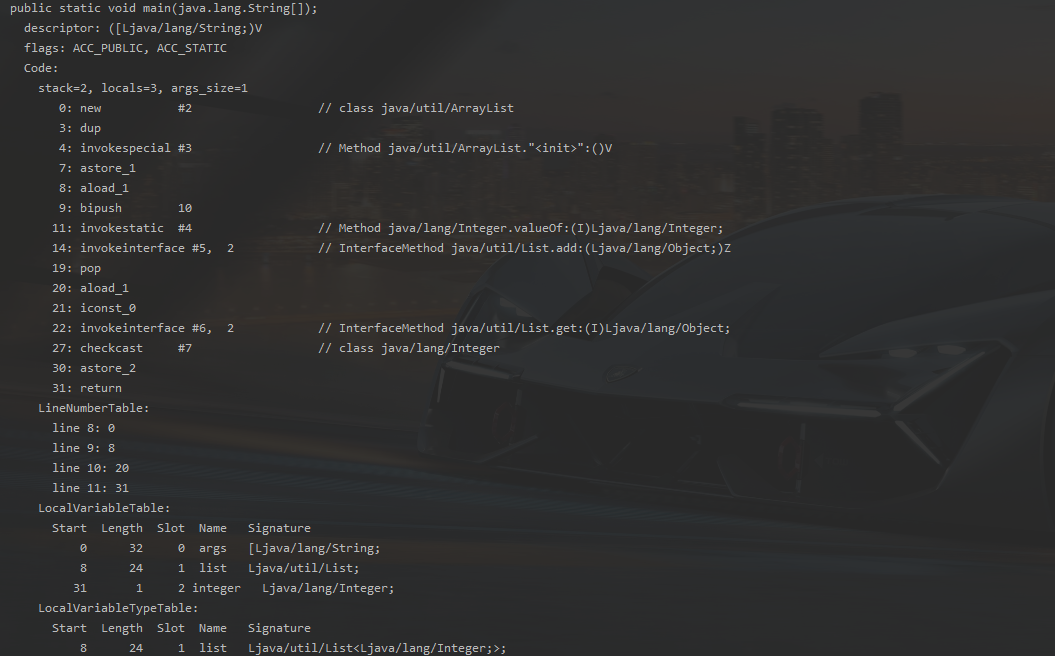 public static void main(java.lang.String[]);
descriptor: ([Ljava/lang/String;)V
flags: ACC_PUBLIC, ACC_STATIC
Code:
stack=2, locals=3, args_size=1
0: new #2 // class java/util/ArrayList
3: dup
4: invokespecial #3 // Method java/util/ArrayList."<init>":()V
7: astore_1
8: aload_1
9: bipush 10
11: invokestatic #4 // Method java/lang/Integer.valueOf:(I)Ljava/lang/Integer;
14: invokeinterface #5, 2 // InterfaceMethod java/util/List.add:(Ljava/lang/Object;)Z
19: pop
20: aload_1
21: iconst_0
22: invokeinterface #6, 2 // InterfaceMethod java/util/List.get:(I)Ljava/lang/Object;
27: checkcast #7 // class java/lang/Integer
30: astore_2
31: return
LineNumberTable:
line 8: 0
line 9: 8
line 10: 20
line 11: 31
LocalVariableTable:
Start Length Slot Name Signature
0 32 0 args [Ljava/lang/String;
8 24 1 list Ljava/util/List;
31 1 2 integer Ljava/lang/Integer;
LocalVariableTypeTable:
Start Length Slot Name Signature
8 24 1 list Ljava/util/List<Ljava/lang/Integer;>;